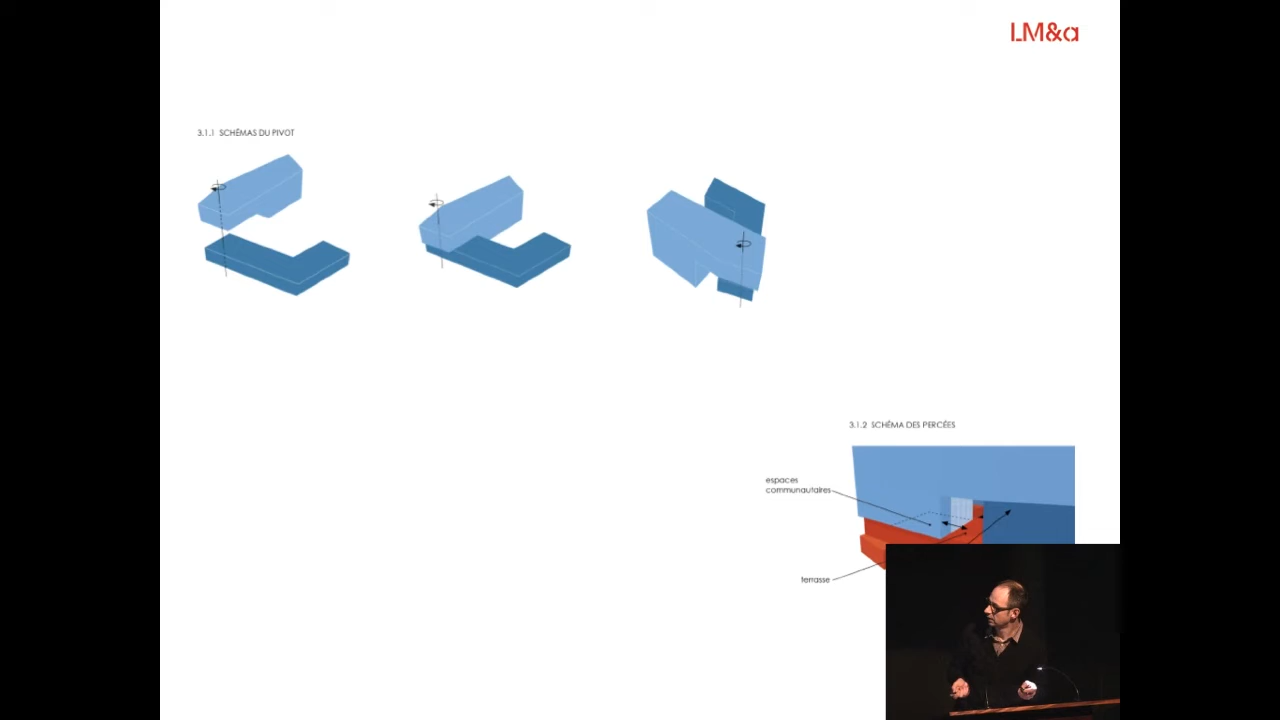 LM&a
3.1.1 SCHÉMAS DU PIVOT
3.1.2 SCHÉMA DES PERCÉES
espaces
communautaires
terrasse